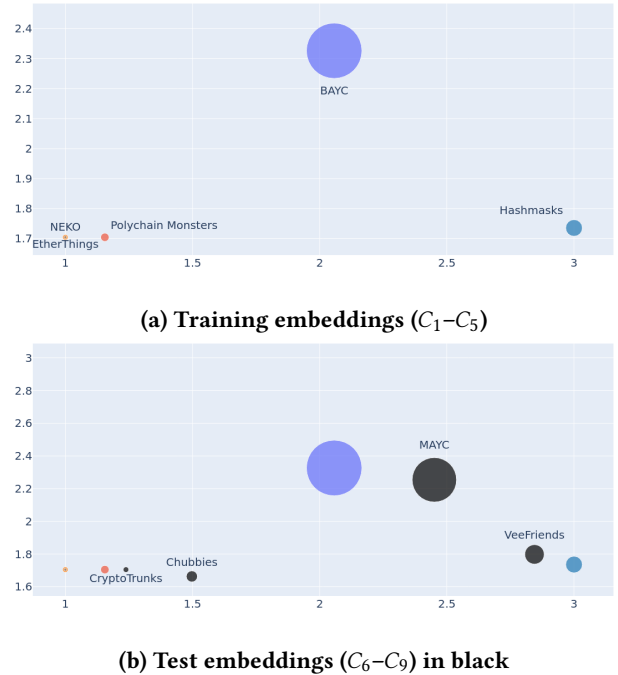 2.4
2.3
2.2
BAYC
2.1
2
1.9
1.8
Hashmasks
NEKO
Polychain Monsters
1.7
EtherThings
1 1.5 2 2.5 3
(a) Training embeddings (C1–C5)
3
2.8
2.6
MAYC
2.4
2.2
2
VeeFriends
1.8
Chubbies
CryptoTrunks
1.6
1 1.5 2 2.5 3
(b) Test embeddings (C6–C9) in black